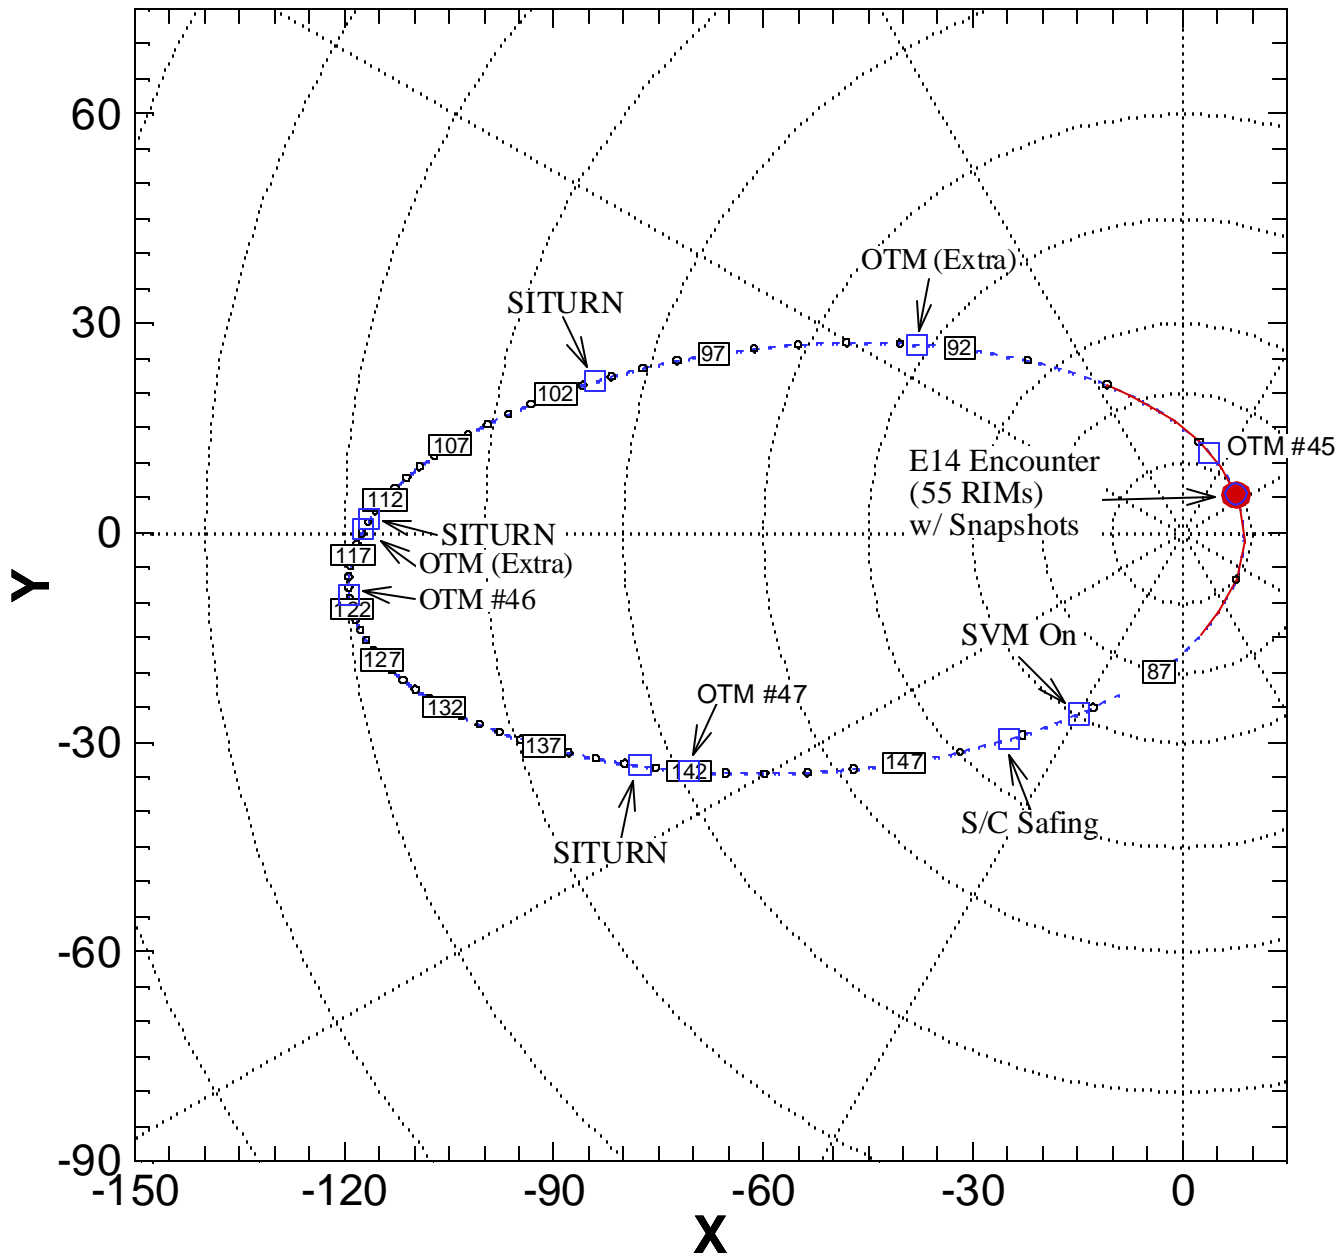 60
OTM (Extra)
SITURN
30
97
92
102
107
OTM #45
E14 Encounter
(55 RIMs)
w/ Snapshots
112
SITURN
0
OTM (Extra)
117
OTM #46
122
Y
SVM On
127
87
OTM #47
132
-30
137
142
147
S/C Safing
SITURN
-60
-90
-150
-120
-90
-60
-30
0
X